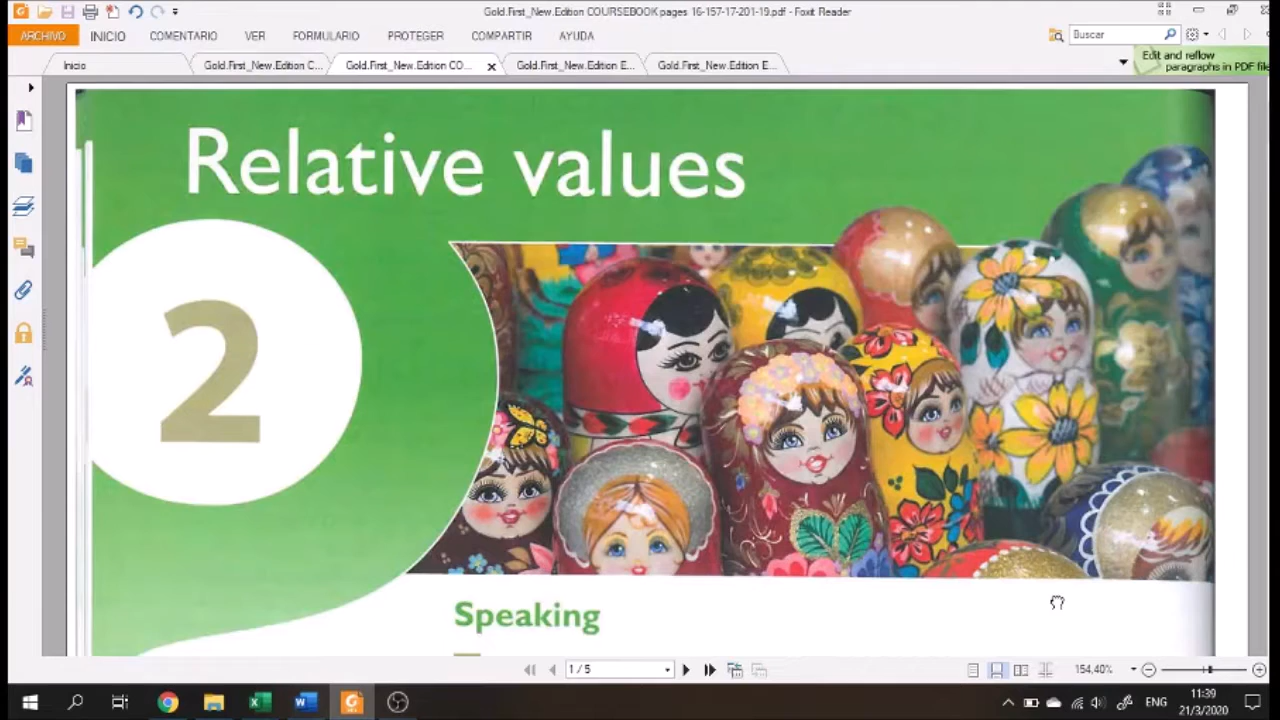 Gold.First_New.Edition COURSEBOOK pages 16-157-17-201-19.pdf - Foxit Reader
ARCHIVO INICIO COMENTARIO VER FORMULARIO PROTEGER COMPARTIR AYUDA Buscar
Inicio Gold.First_New.Edition C... Gold.First_New.Edition CO... Gold.First_New.Edition E... Gold.First_New.Edition E...
Edit and reflow
paragraphs in PDF file
Relative values
2
Speaking
1 / 5 154,40%
ENG
11:39
21/3/2020